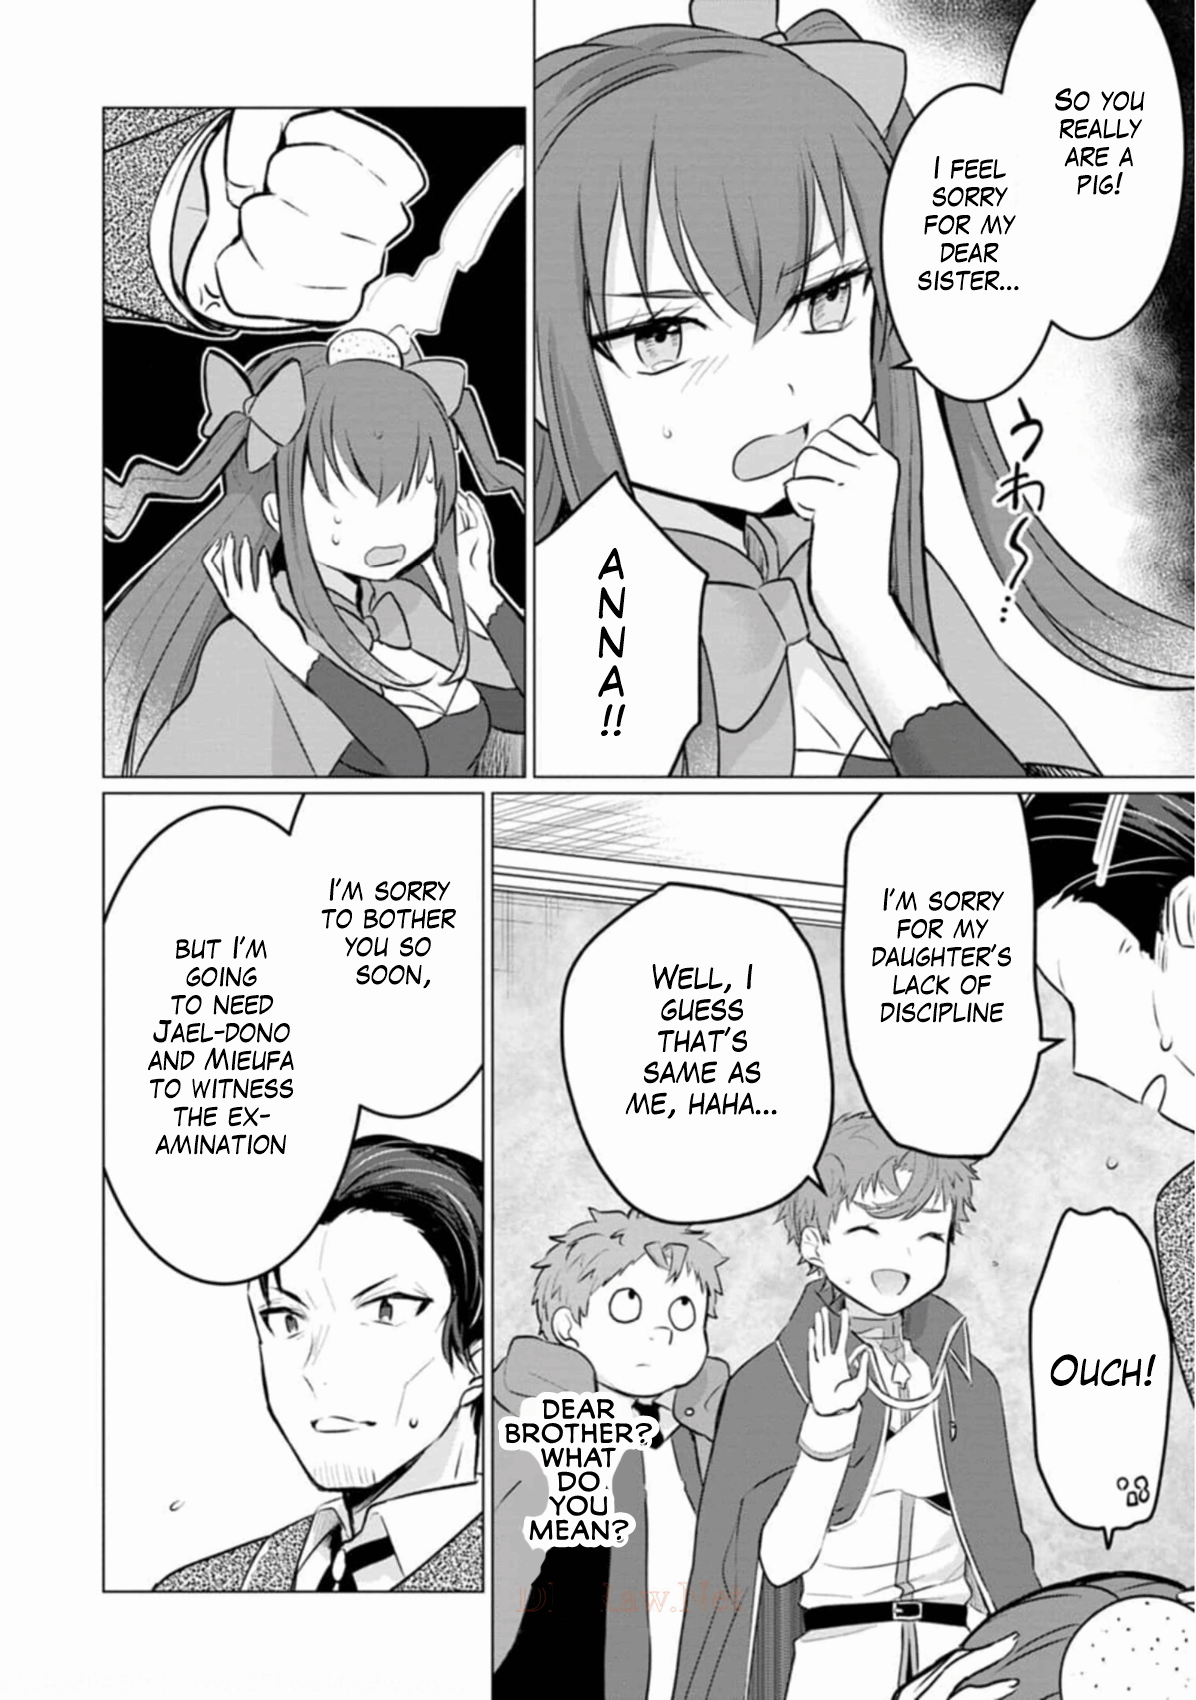 SO YOU
REALLY
ARE A
PIG!
I FEEL
SORRY
FOR MY
DEAR
SISTER...
うわ～…
A
N
N
A
!!
I'M SORRY
FOR MY
DAUGHTER'S
LACK OF
DISCIPLINE
WELL, I
GUESS
THAT'S
SAME AS
ME, HAHA...
OUCH!
DEAR
BROTHER?
WHAT
DO
YOU
MEAN?
I'M SORRY
TO BOTHER
YOU SO
SOON,
BUT I'M
GOING
TO NEED
JAEL-DONO
AND MIEUFA
TO WITNESS
THE EX-
AMINATION